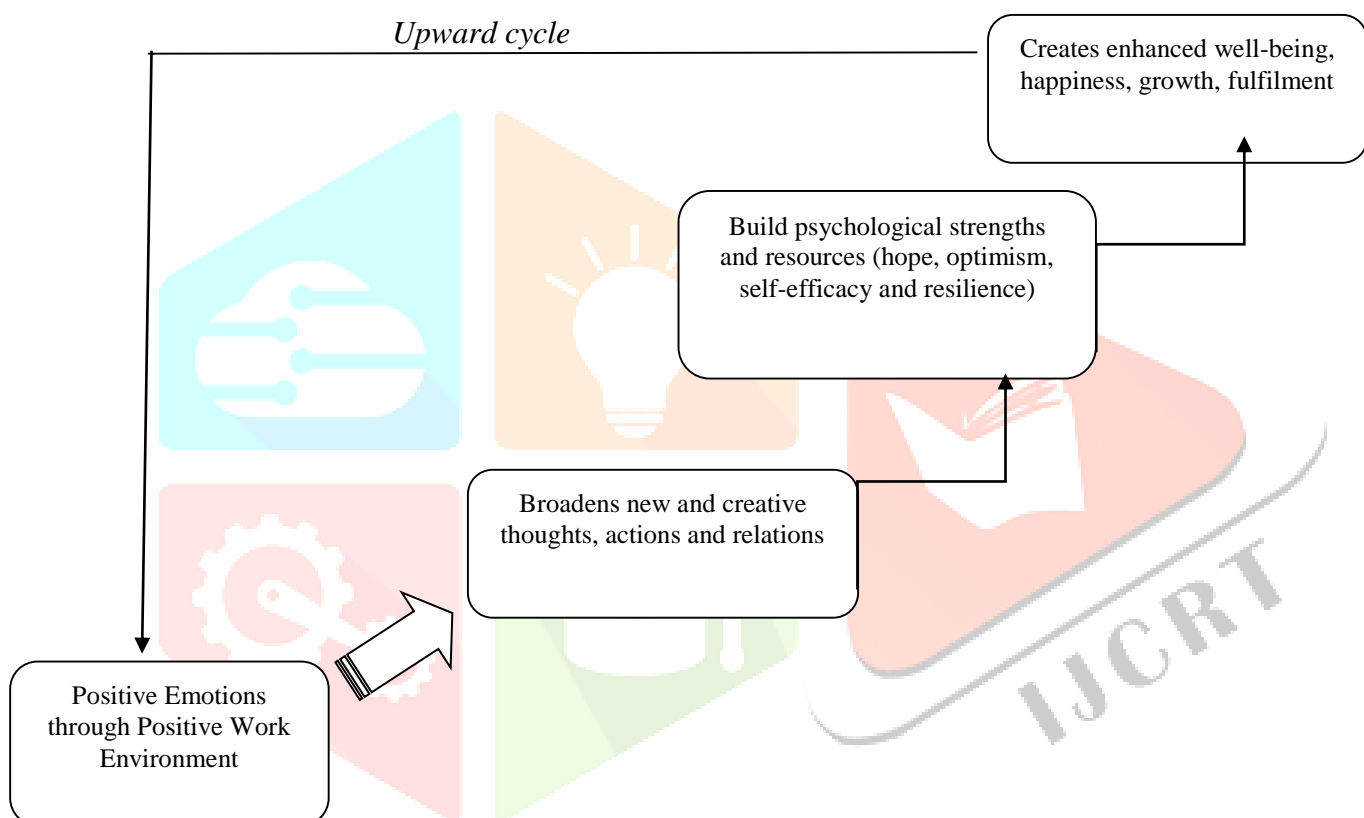 Upward cycle
Creates enhanced well-being,
happiness, growth, fulfilment
Build psychological strengths
and resources (hope, optimism,
self-efficacy and resilience)
Broadens new and creative
thoughts, actions and relations
Positive Emotions
through Positive Work
Environment
IJCRT